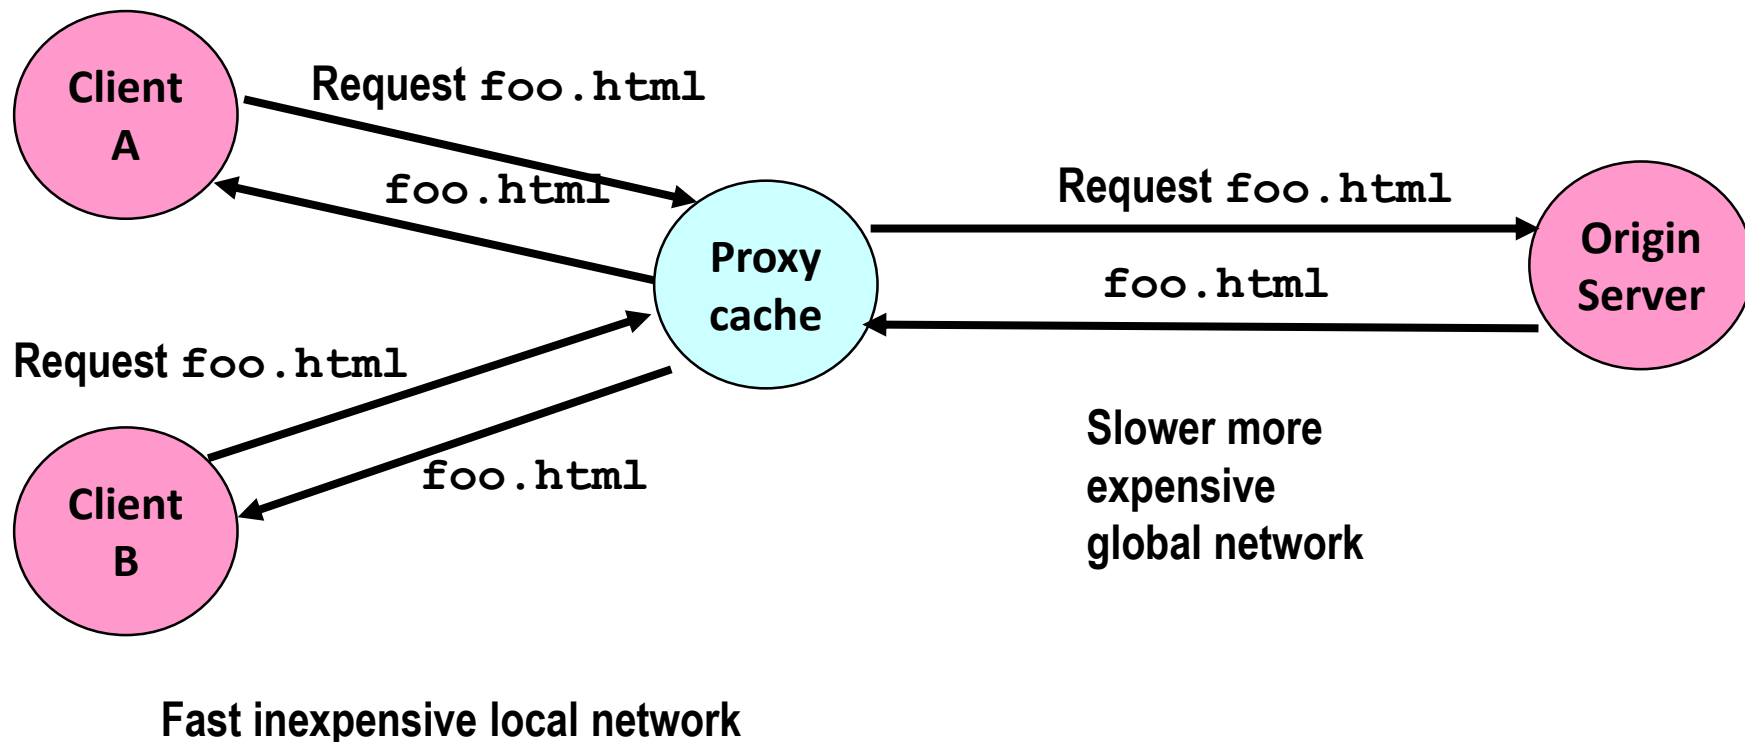 Client
A
Request foo.html
foo.html
Proxy
cache
Request foo.html
foo.html
Origin
Server
Request foo.html
foo.html
Client
B
Slower more
expensive
global network
Fast inexpensive local network